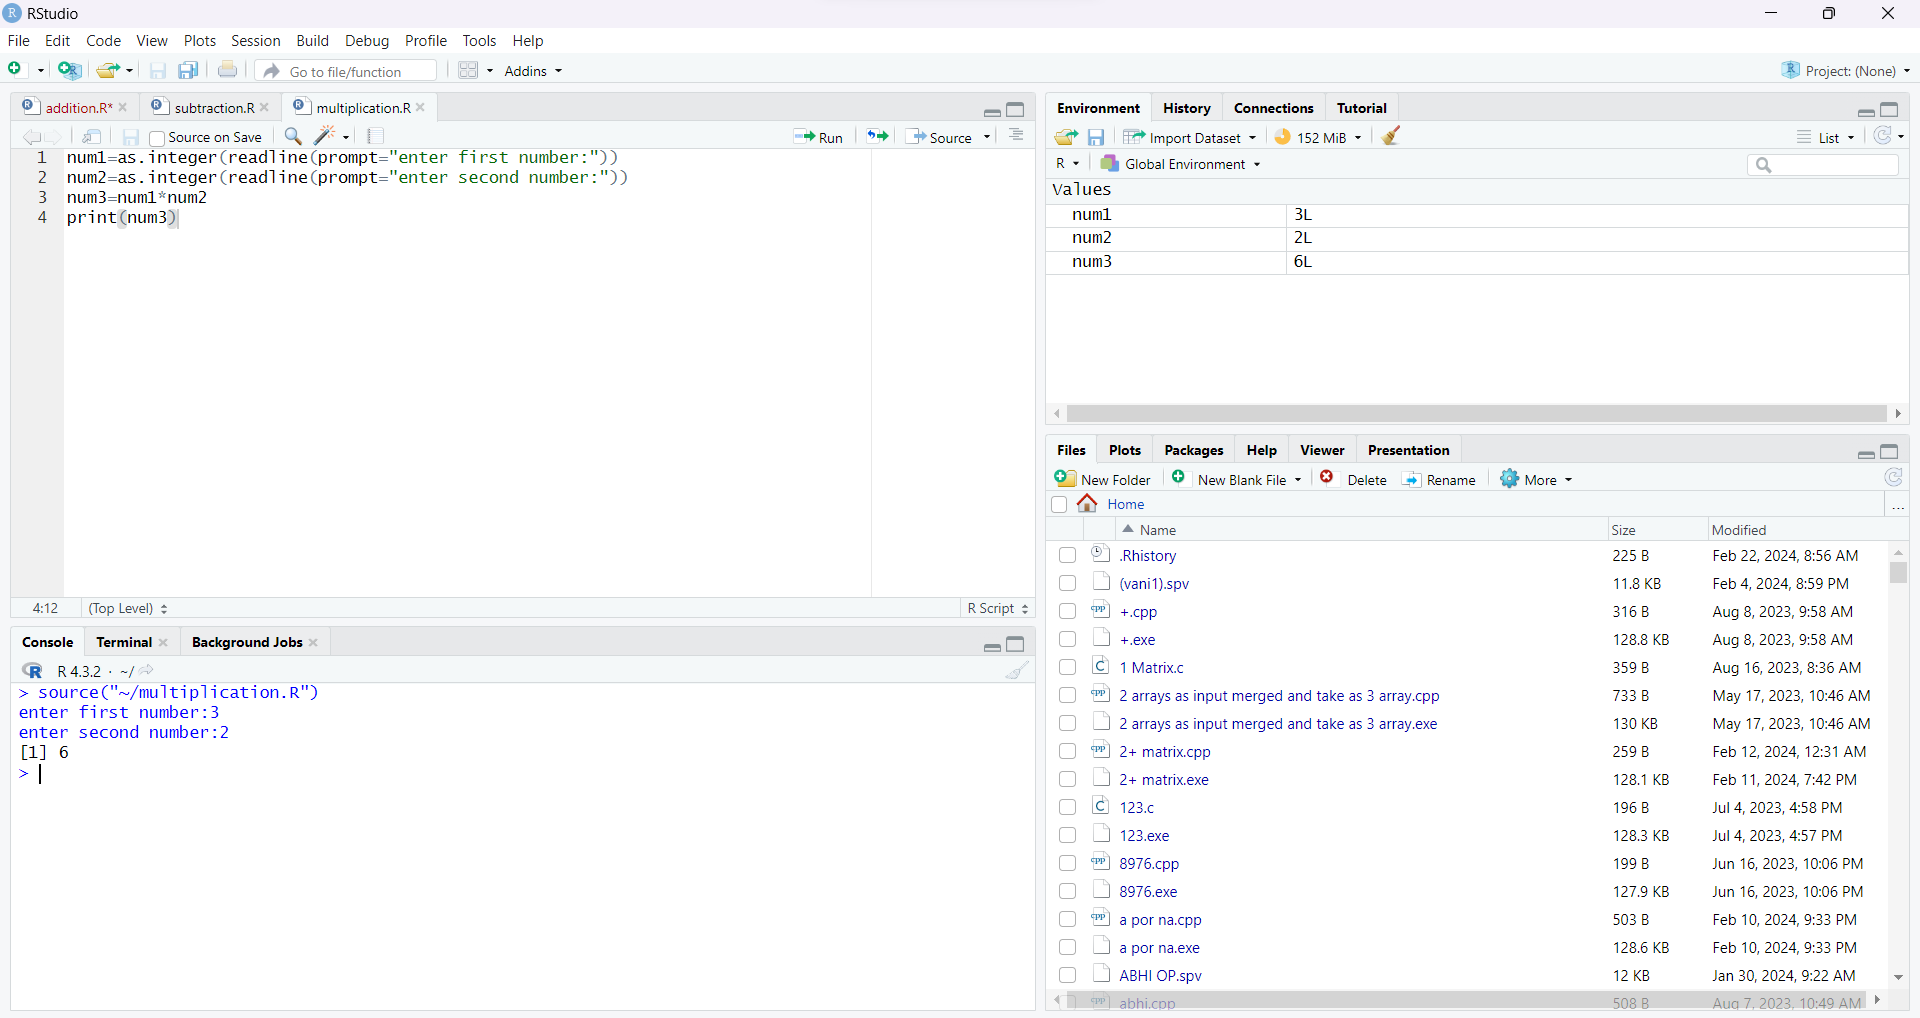 RStudio
File Edit Code View Plots Session Build Debug Profile Tools Help
Go to file/function Addins Project: (None)
addition.R* subtraction.R multiplication.R
Source on Save Run Source
1 num1=as.integer(readline(prompt="enter first number:"))
2 num2=as.integer(readline(prompt="enter second number:"))
3 num3=num1*num2
4 print(num3)
4:12 (Top Level) R Script
Console Terminal Background Jobs
R 4.3.2 · ~/
> source("~/multiplication.R")
enter first number:3
enter second number:2
[1] 6
>
Environment History Connections Tutorial
Import Dataset 152 MiB List
R Global Environment
Values
num1 3L
num2 2L
num3 6L
Files Plots Packages Help Viewer Presentation
New Folder New Blank File Delete Rename More
Home ...
Name Size Modified
.Rhistory 225 B Feb 22, 2024, 8:56 AM
(vani1).spv 11.8 KB Feb 4, 2024, 8:59 PM
+.cpp 316 B Aug 8, 2023, 9:58 AM
+.exe 128.8 KB Aug 8, 2023, 9:58 AM
1 Matrix.c 359 B Aug 16, 2023, 8:36 AM
2 arrays as input merged and take as 3 array.cpp 733 B May 17, 2023, 10:46 AM
2 arrays as input merged and take as 3 array.exe 130 KB May 17, 2023, 10:46 AM
2+ matrix.cpp 259 B Feb 12, 2024, 12:31 AM
2+ matrix.exe 128.1 KB Feb 11, 2024, 7:42 PM
123.c 196 B Jul 4, 2023, 4:58 PM
123.exe 128.3 KB Jul 4, 2023, 4:57 PM
8976.cpp 199 B Jun 16, 2023, 10:06 PM
8976.exe 127.9 KB Jun 16, 2023, 10:06 PM
a por na.cpp 503 B Feb 10, 2024, 9:33 PM
a por na.exe 128.6 KB Feb 10, 2024, 9:33 PM
ABHI OP.spv 12 KB Jan 30, 2024, 9:22 AM
abhi.cpp 508 B Aug 7, 2023, 10:49 AM